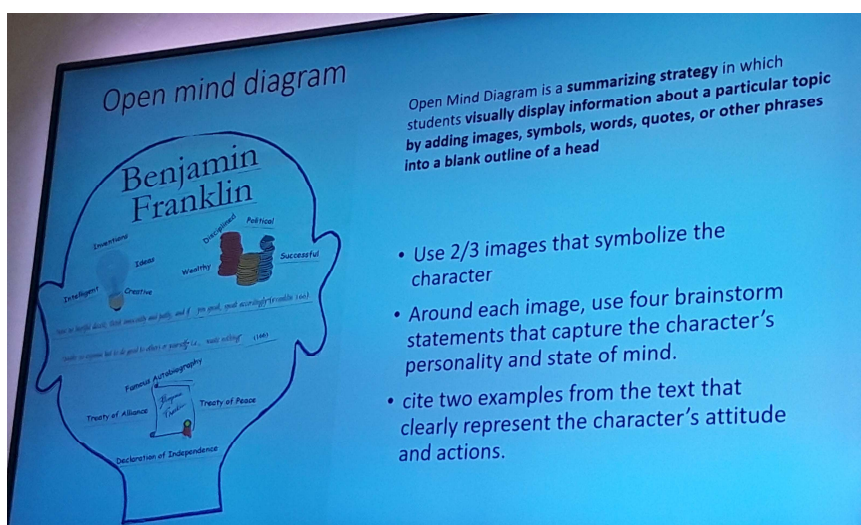 Open mind diagram
Benjamin
Franklin
Inventions
Ideas
Intelligent
Creative
Disciplined
Political
Wealthy
Successful
(166)
Famous Autobiography
Treaty of Alliance
Benjamin
Franklin
Treaty of Peace
Declaration of Independence
Open Mind Diagram is a summarizing strategy in which
students visually display information about a particular topic
by adding images, symbols, words, quotes, or other phrases
into a blank outline of a head
• Use 2/3 images that symbolize the
character
• Around each image, use four brainstorm
statements that capture the character's
personality and state of mind.
• cite two examples from the text that
clearly represent the character's attitude
and actions.